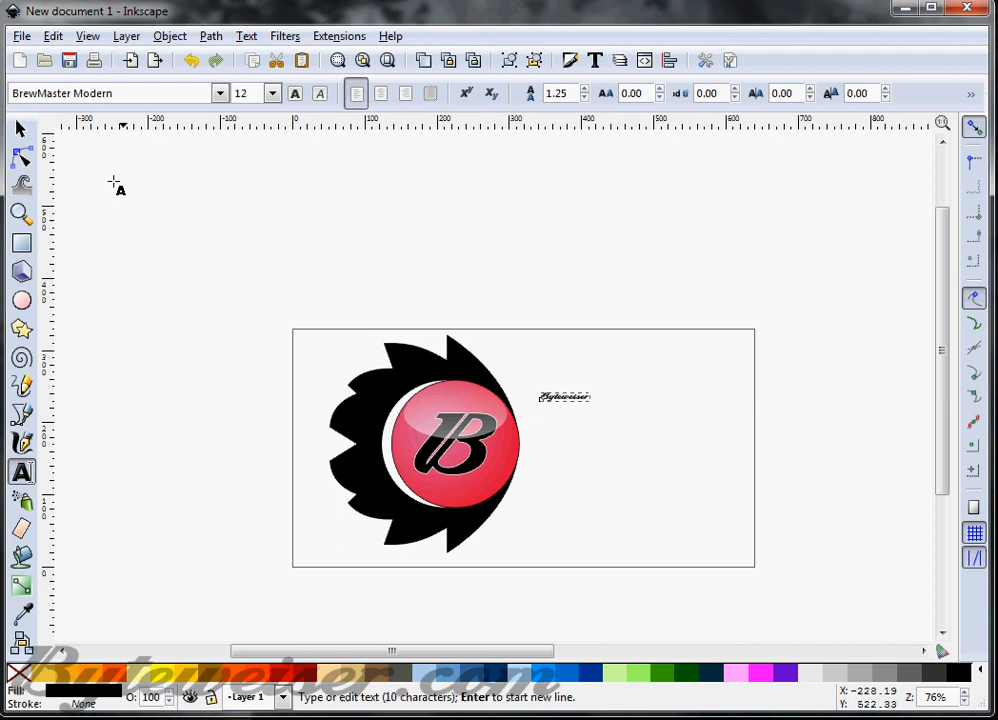 New document 1 - Inkscape
File Edit View Layer Object Path Text Filters Extensions Help
BrewMaster Modern 12 A A 1.25 0.00 0.00 0.00 0.00 »
-300 -200 -100 0 100 200 300 400 500 600 700 800
A
B
Byteweiser.com
Fill:
Stroke: None
O: 100
Layer 1
Type or edit text (10 characters); Enter to start new line.
X: -228.19
Y: 522.33
Z: 76%